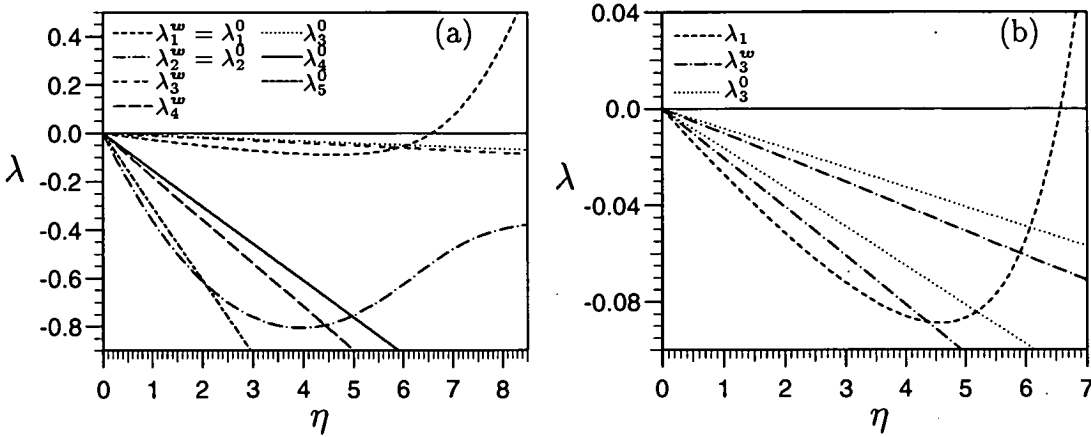 0.4
0.2
0.0
-0.2
-0.4
-0.6
-0.8
λ
(a)
λ₁ʷ = λ₁⁰
λ₂ʷ = λ₂⁰
λ₃ʷ
λ₄ʷ
λ₃⁰
λ₄⁰
λ₅⁰
0 1 2 3 4 5 6 7 8
η
0.04
0.0
-0.04
-0.08
λ
(b)
λ₁
λ₃ʷ
λ₃⁰
0 1 2 3 4 5 6 7
η